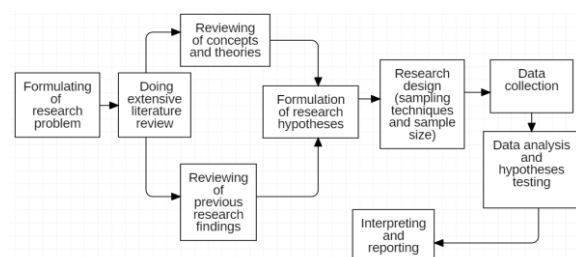 Formulating
of
research
problem
Doing
extensive
literature
review
Reviewing
of concepts
and theories
Reviewing
of
previous
research
findings
Formulation
of research
hypotheses
Research
design
(sampling
techniques
and sample
size)
Data
collection
Data analysis
and
hypotheses
testing
Interpreting
and
reporting